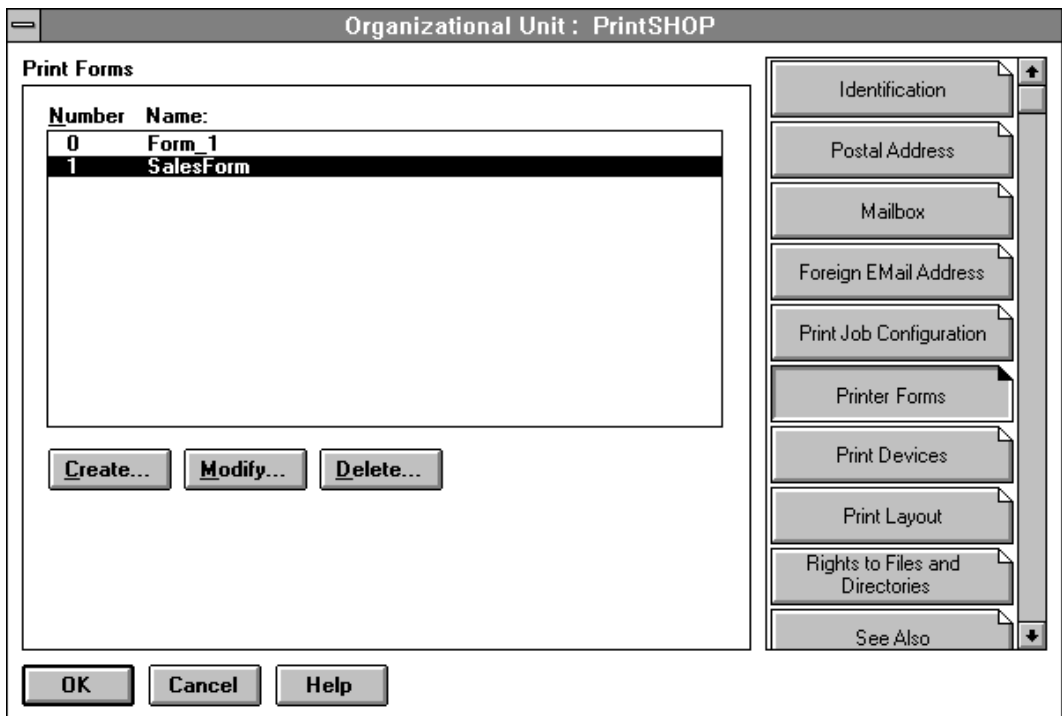 Organizational Unit : PrintSHOP
Print Forms
Number Name:
0 Form_1
1 SalesForm
Create... Modify... Delete...
OK Cancel Help
Identification
Postal Address
Mailbox
Foreign EMail Address
Print Job Configuration
Printer Forms
Print Devices
Print Layout
Rights to Files and
Directories
See Also